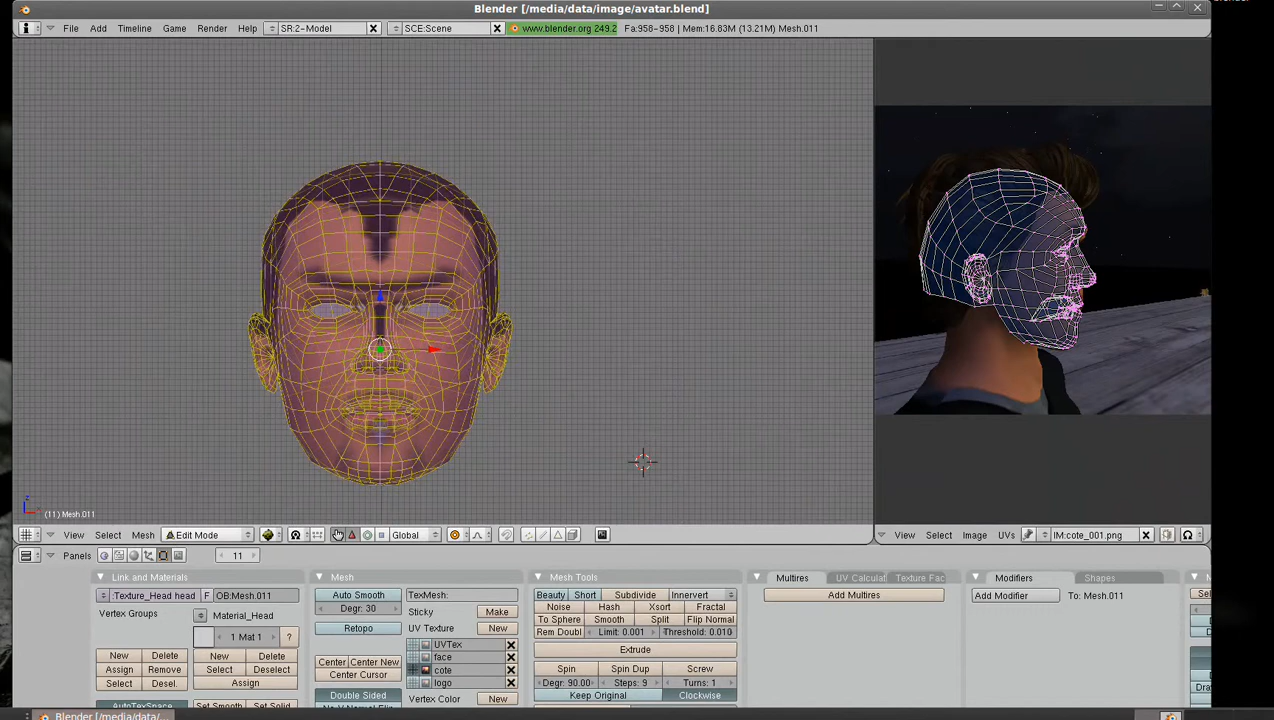 Blender [/media/data/image/avatar.blend]
File Add Timeline Game Render Help SR:2-Model SCE:Scene www.blender.org 249.2 Fa:958-958 | Mem:16.83M (13.21M) Mesh.011
(11) Mesh.011
View Select Mesh Edit Mode Global View Select Image UVs IM:cote_001.png
Panels 11
Link and Materials Mesh Mesh Tools Multires UV Calculat Texture Fac Modifiers Shapes
:Texture_Head head F OB:Mesh.011 Auto Smooth TexMesh: Beauty Short Subdivide Innervert Add Multires Add Modifier To: Mesh.011
Degr: 30 Sticky Make Noise Hash Xsort Fractal
Vertex Groups Material_Head Retopo UV Texture New To Sphere Smooth Split Flip Normal
1 Mat 1 ? Rem Doubl Limit: 0.001 Threshold: 0.010
UVTex
New Delete New Delete Center Center New face Extrude
Assign Remove Select Deselect Center Cursor cote Spin Spin Dup Screw
Select Desel. Assign logo Degr: 90.00 Steps: 9 Turns: 1
Double Sided Vertex Color New Keep Original Clockwise
AutoTexSpace Set Smooth Set Solid No V.Normal Flip
Blender [/media/data/...